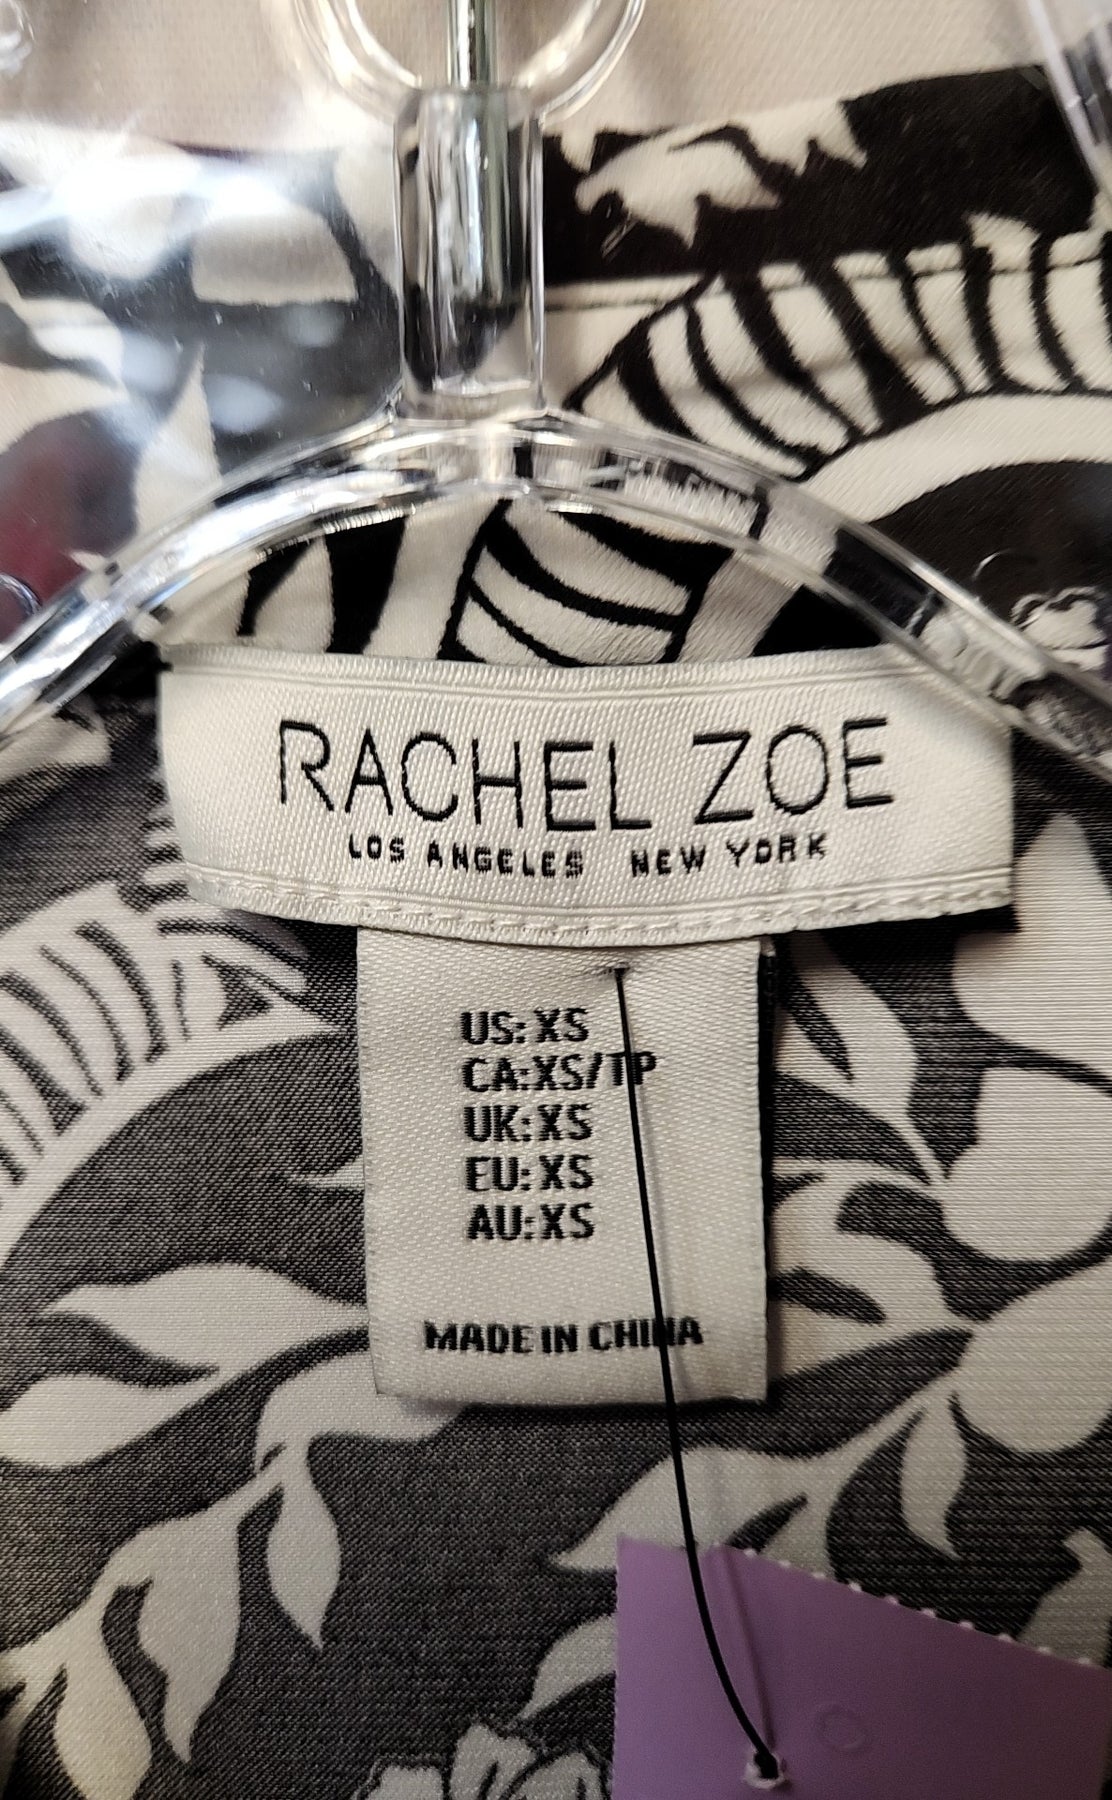 RACHEL ZOE
LOS ANGELES NEW YORK
US: XS
CA:XS/TP
UK:XS
EU: XS
AU:XS
MADE IN CHINA